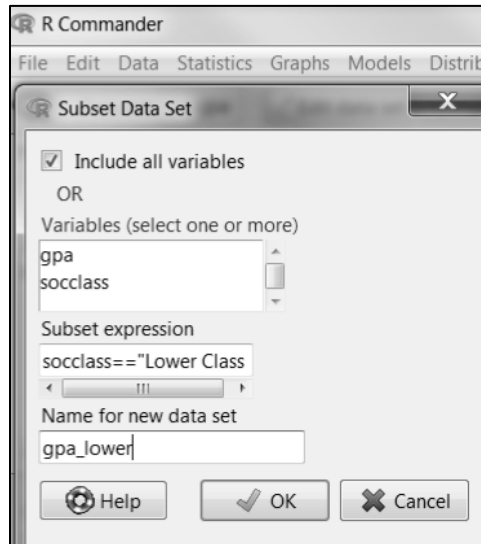 R Commander
File Edit Data Statistics Graphs Models Distrib
Subset Data Set
X
Include all variables
OR
Variables (select one or more)
gpa
socclass
Subset expression
socclass=="Lower Class
Name for new data set
gpa_lower
Help OK Cancel